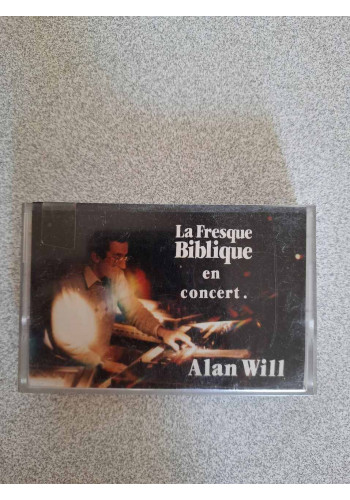 La Fresque
Biblique
en
concert.
Alan Will